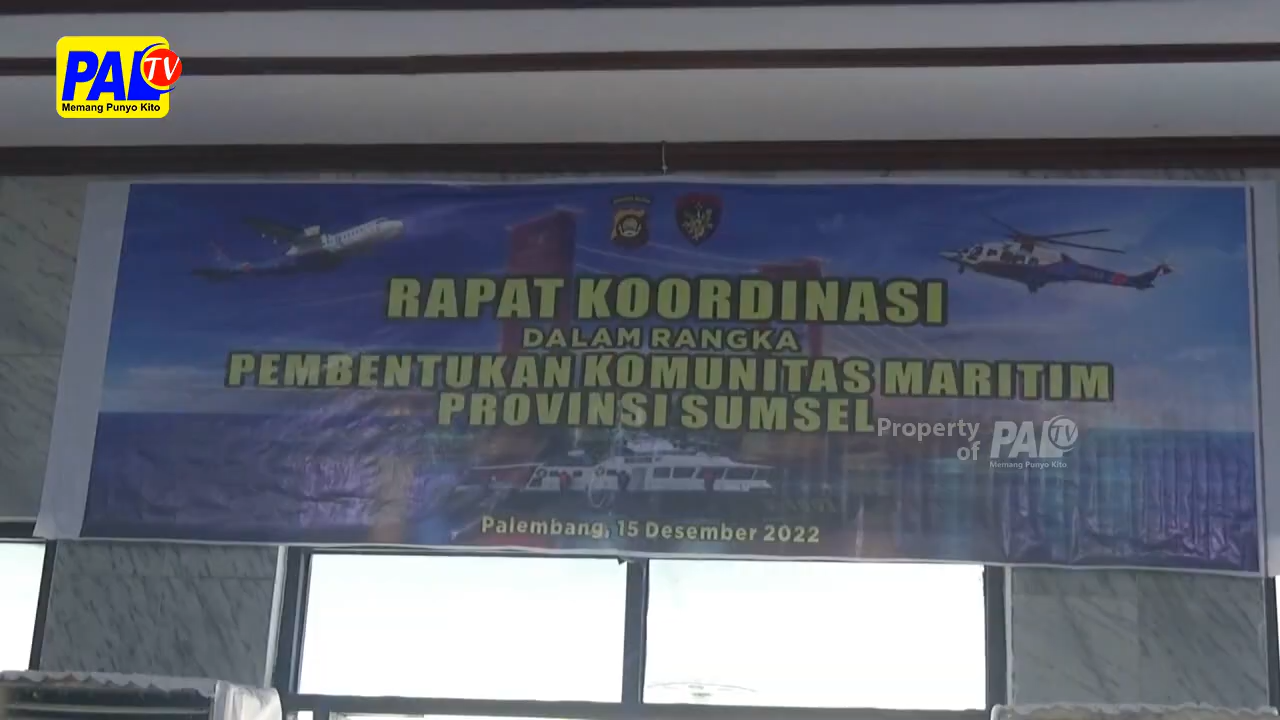 PAL TV
Memang Punyo Kito
RAPAT KOORDINASI
DALAM RANGKA
PEMBENTUKAN KOMUNITAS MARITIM
PROVINSI SUMSEL
Property
of
PAL TV
Memang Punyo Kito
Palembang, 15 Desember 2022